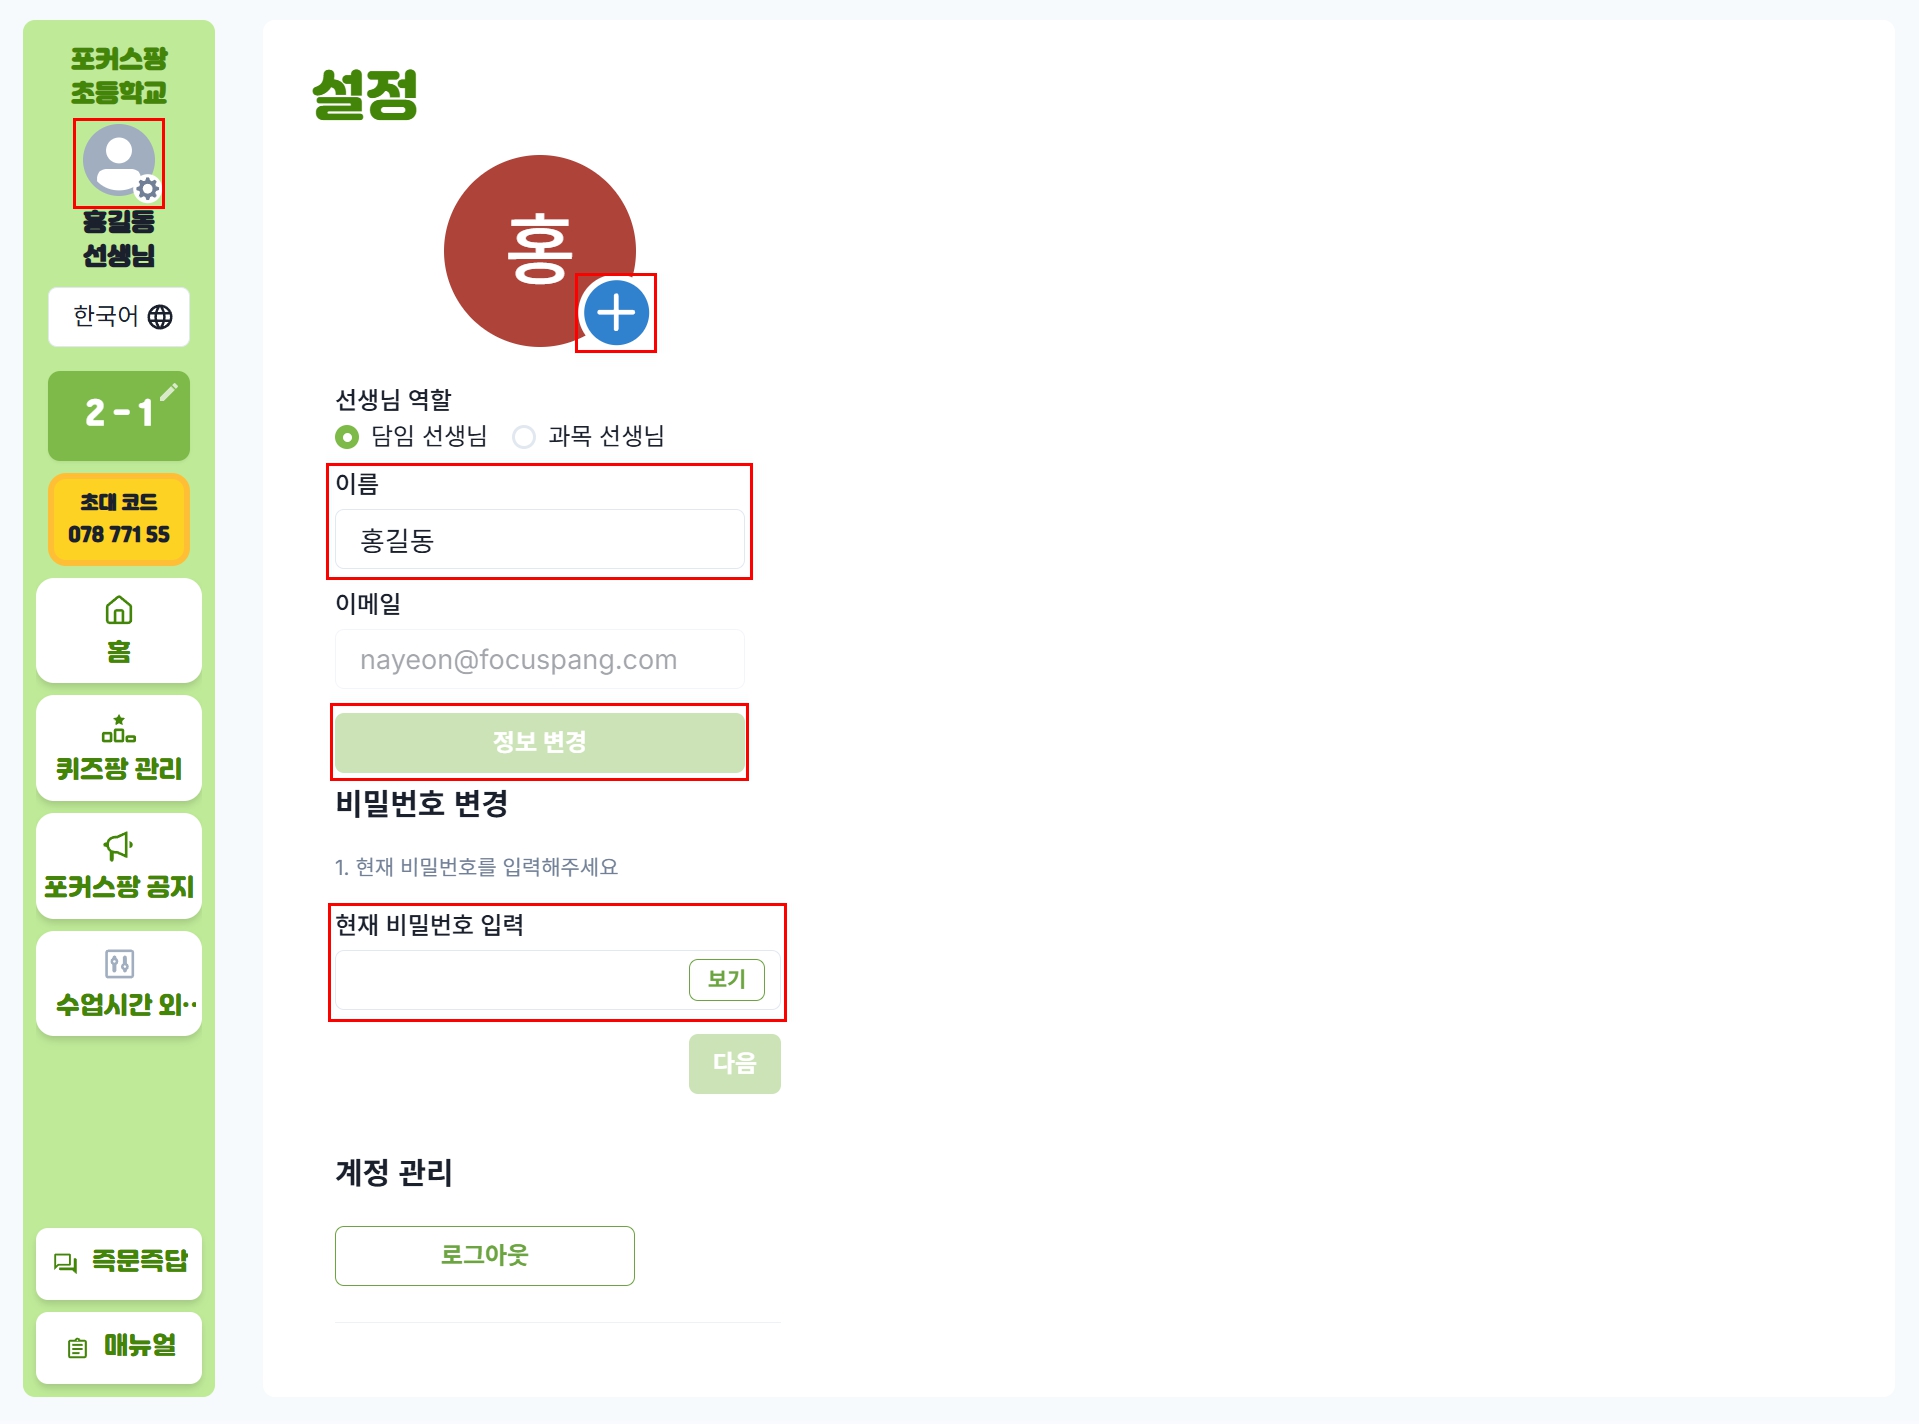 포커스팡
초등학교
홍길동
선생님
한국어
2 - 1
초대 코드
078 771 55
홈
퀴즈팡 관리
포커스팡 공지
수업시간 외··
즉문즉답
매뉴얼
설정
홍
선생님 역할
담임 선생님 과목 선생님
이름
홍길동
이메일
nayeon@focuspang.com
정보 변경
비밀번호 변경
1. 현재 비밀번호를 입력해주세요
현재 비밀번호 입력
보기
다음
계정 관리
로그아웃